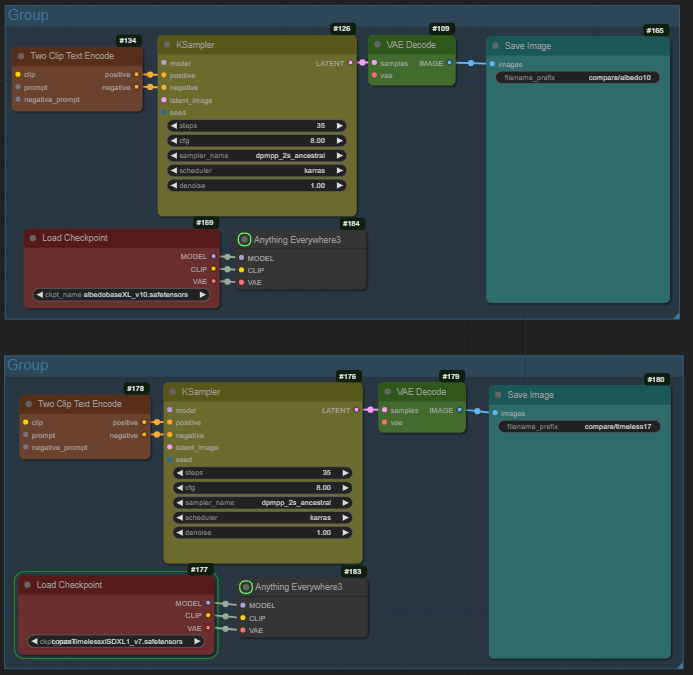 Group
#134
Two Clip Text Encode
clip positive
prompt negative
negative_prompt
#126
KSampler
model LATENT
positive
negative
latent_image
seed
steps 35
cfg 8.00
sampler_name dpmpp_2s_ancestral
scheduler karras
denoise 1.00
#109
VAE Decode
samples IMAGE
vae
#165
Save Image
images
filename_prefix compare/albedo10
#169
Load Checkpoint
MODEL
CLIP
VAE
ckpt_name albedobaseXL_v10.safetensors
#184
Anything Everywhere3
MODEL
CLIP
VAE
Group
#178
Two Clip Text Encode
clip positive
prompt negative
negative_prompt
#176
KSampler
model LATENT
positive
negative
latent_image
seed
steps 35
cfg 8.00
sampler_name dpmpp_2s_ancestral
scheduler karras
denoise 1.00
#179
VAE Decode
samples IMAGE
vae
#180
Save Image
images
filename_prefix compare/timeless17
#177
Load Checkpoint
MODEL
CLIP
VAE
copaxTimelessxlSDXL1_v7.safetensors
#183
Anything Everywhere3
MODEL
CLIP
VAE